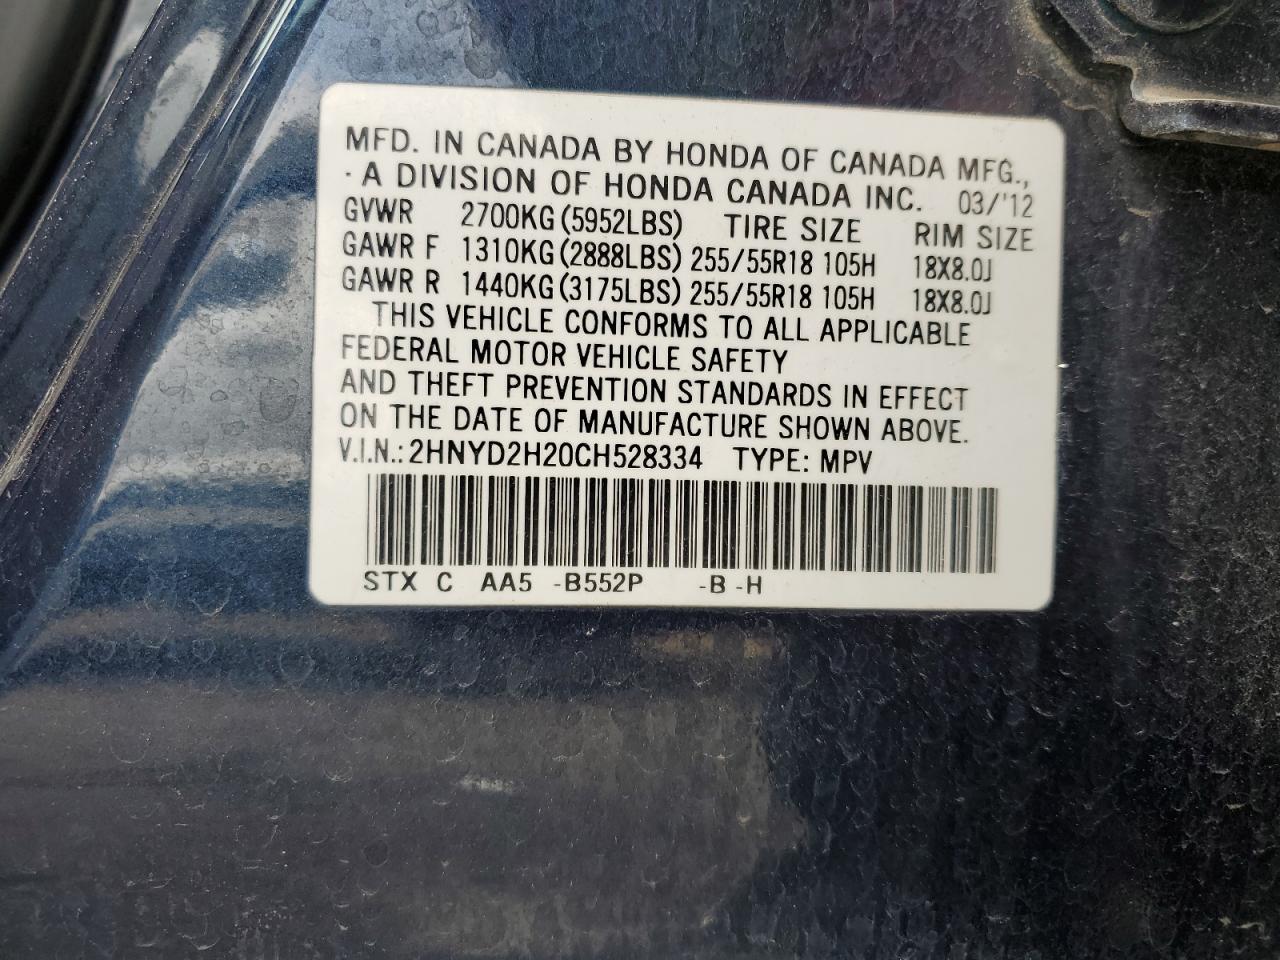 MFD. IN CANADA BY HONDA OF CANADA MFG.,
· A DIVISION OF HONDA CANADA INC. 03/'12
GVWR 2700KG (5952LBS) TIRE SIZE RIM SIZE
GAWR F 1310KG (2888LBS) 255/55R18 105H 18X8.0J
GAWR R 1440KG (3175LBS) 255/55R18 105H 18X8.0J
THIS VEHICLE CONFORMS TO ALL APPLICABLE
FEDERAL MOTOR VEHICLE SAFETY
AND THEFT PREVENTION STANDARDS IN EFFECT
ON THE DATE OF MANUFACTURE SHOWN ABOVE.
V.I.N.: 2HNYD2H20CH528334 TYPE: MPV
STX C AA5 -B552P -B -H